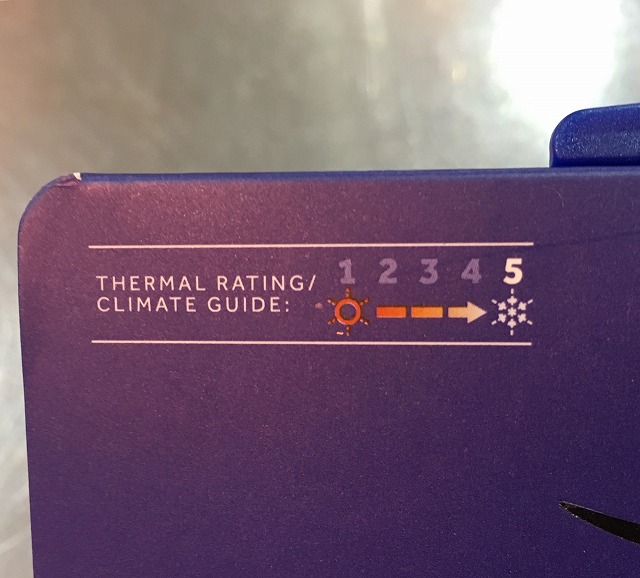 1 2 3 4 5
THERMAL RATING/
CLIMATE GUIDE: